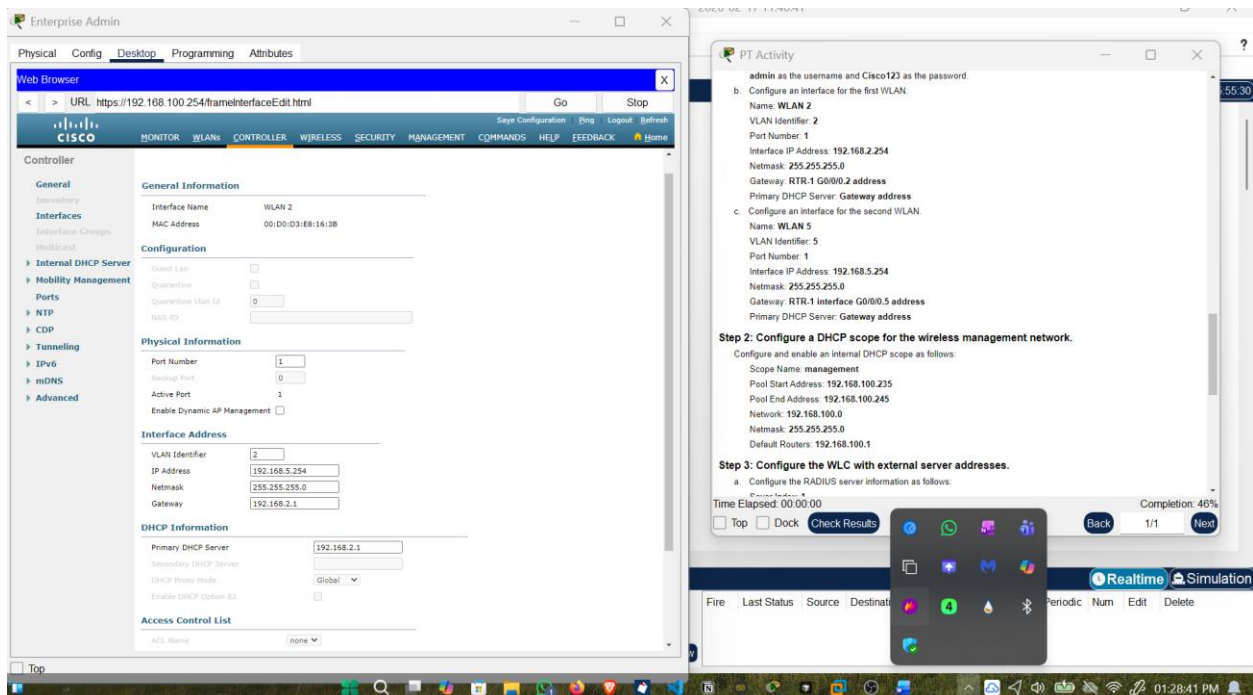 Enterprise Admin
Physical Config Desktop Programming Attributes
Web Browser X
< > URL https://192.168.100.254/frameInterfaceEdit.html Go Stop
Save Configuration Ping Logout Refresh
CISCO
MONITOR WLANs CONTROLLER WIRELESS SECURITY MANAGEMENT COMMANDS HELP FEEDBACK Home
Controller
General
Inventory
Interfaces
Interface Groups
Multicast
Internal DHCP Server
Mobility Management
Ports
NTP
CDP
Tunneling
IPv6
mDNS
Advanced
General Information
Interface Name WLAN 2
MAC Address 00:D0:D3:E8:16:3B
Configuration
Guest Lan
Quarantine
Quarantine Vlan Id 0
NAS-ID
Physical Information
Port Number 1
Backup Port 0
Active Port 1
Enable Dynamic AP Management
Interface Address
VLAN Identifier 2
IP Address 192.168.5.254
Netmask 255.255.255.0
Gateway 192.168.2.1
DHCP Information
Primary DHCP Server 192.168.2.1
Secondary DHCP Server
DHCP Proxy Mode Global
Enable DHCP Option 82
Access Control List
ACL Name none
Top
PT Activity
?
admin as the username and Cisco123 as the password.
b. Configure an interface for the first WLAN.
Name: WLAN 2
VLAN Identifier: 2
Port Number: 1
Interface IP Address: 192.168.2.254
Netmask: 255.255.255.0
Gateway: RTR-1 G0/0/0.2 address
Primary DHCP Server: Gateway address
c. Configure an interface for the second WLAN.
Name: WLAN 5
VLAN Identifier: 5
Port Number: 1
Interface IP Address: 192.168.5.254
Netmask: 255.255.255.0
Gateway: RTR-1 interface G0/0/0.5 address
Primary DHCP Server: Gateway address
Step 2: Configure a DHCP scope for the wireless management network.
Configure and enable an internal DHCP scope as follows:
Scope Name: management
Pool Start Address: 192.168.100.235
Pool End Address: 192.168.100.245
Network: 192.168.100.0
Netmask: 255.255.255.0
Default Routers: 192.168.100.1
Step 3: Configure the WLC with external server addresses.
a. Configure the RADIUS server information as follows:
Time Elapsed: 00:00:00 Completion: 46%
Top Dock Check Results Back 1/1 Next
:55:30
4
Realtime Simulation
Fire Last Status Source Destinati Periodic Num Edit Delete
01:28:41 PM